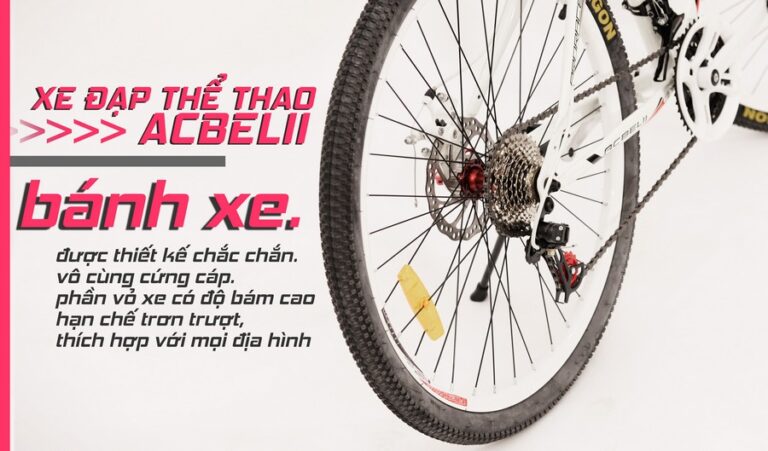 XE ĐẠP THỂ THAO
>>>>> ACBELII
bánh xe.
được thiết kế chắc chắn.
vô cùng cứng cáp.
phần vỏ xe có độ bám cao
hạn chế trơn trượt,
thích hợp với mọi địa hình
ACBELII